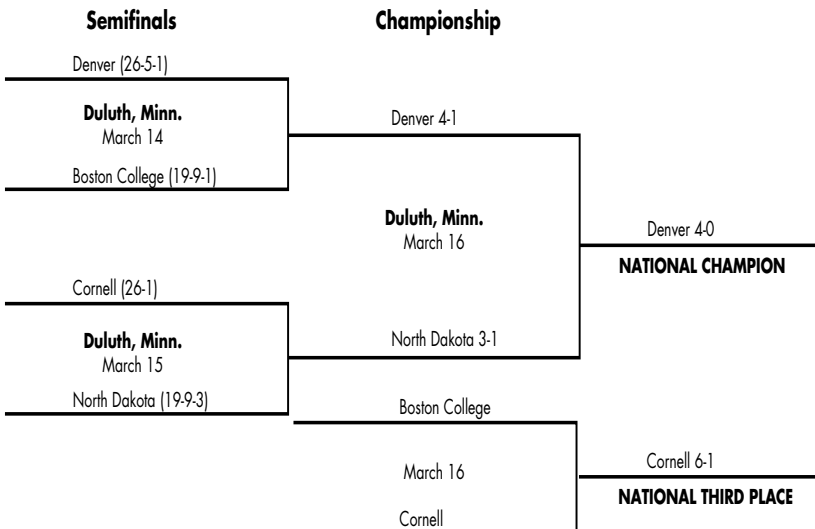 Semifinals
Championship
Denver (26-5-1)
Duluth, Minn.
March 14
Denver 4-1
Boston College (19-9-1)
Duluth, Minn.
March 16
Denver 4-0
NATIONAL CHAMPION
Cornell (26-1)
Duluth, Minn.
March 15
North Dakota 3-1
North Dakota (19-9-3)
Boston College
March 16
Cornell 6-1
NATIONAL THIRD PLACE
Cornell